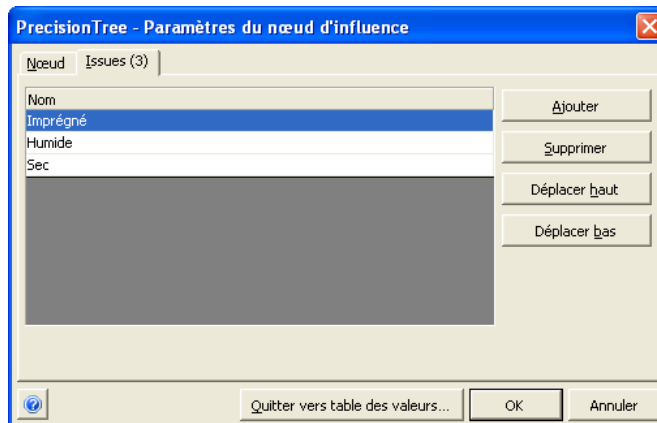 PrecisionTree - Paramètres du nœud d'influence
Nœud
Issues (3)
Nom
Imprégné
Humide
Sec
Ajouter
Supprimer
Déplacer haut
Déplacer bas
Quitter vers table des valeurs...
OK
Annuler